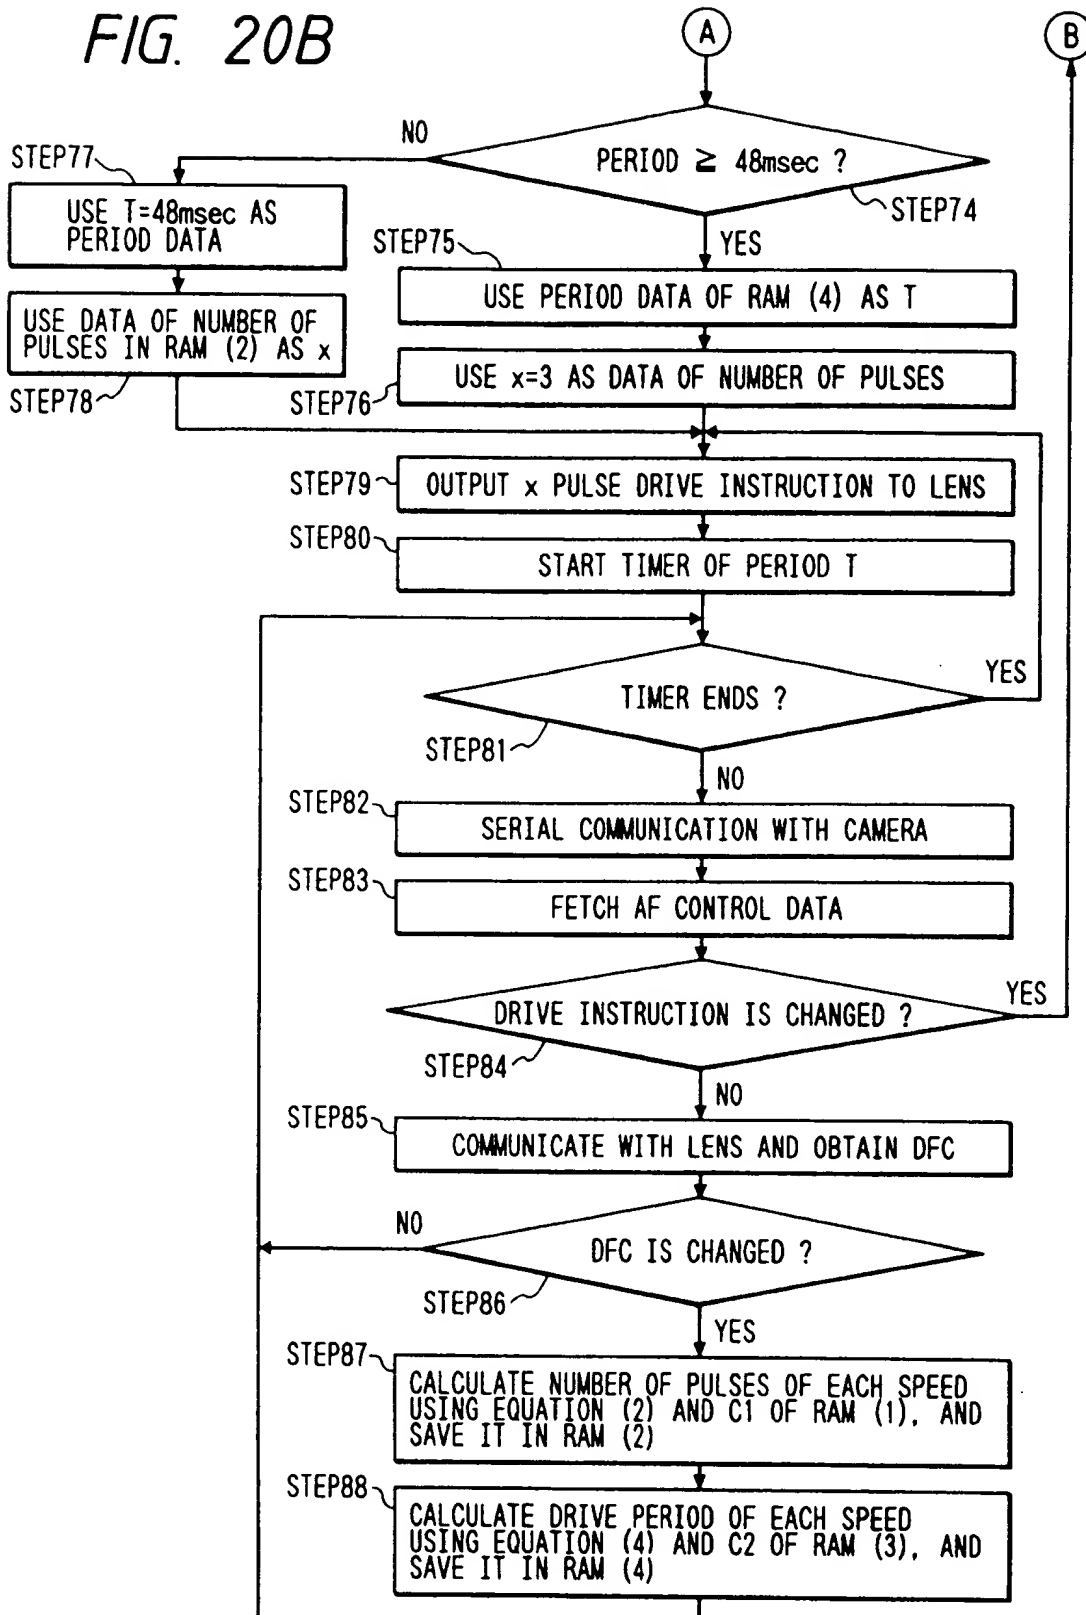 FIG. 20B
A
B
NO
PERIOD ≧ 48msec ?
STEP74
STEP77
USE T=48msec AS
PERIOD DATA
YES
STEP75
USE PERIOD DATA OF RAM (4) AS T
USE DATA OF NUMBER OF
PULSES IN RAM (2) AS x
STEP78
USE x=3 AS DATA OF NUMBER OF PULSES
STEP76
STEP79
OUTPUT x PULSE DRIVE INSTRUCTION TO LENS
STEP80
START TIMER OF PERIOD T
TIMER ENDS ?
YES
STEP81
NO
STEP82
SERIAL COMMUNICATION WITH CAMERA
STEP83
FETCH AF CONTROL DATA
DRIVE INSTRUCTION IS CHANGED ?
YES
STEP84
NO
STEP85
COMMUNICATE WITH LENS AND OBTAIN DFC
NO
DFC IS CHANGED ?
STEP86
YES
STEP87
CALCULATE NUMBER OF PULSES OF EACH SPEED
USING EQUATION (2) AND C1 OF RAM (1), AND
SAVE IT IN RAM (2)
STEP88
CALCULATE DRIVE PERIOD OF EACH SPEED
USING EQUATION (4) AND C2 OF RAM (3), AND
SAVE IT IN RAM (4)